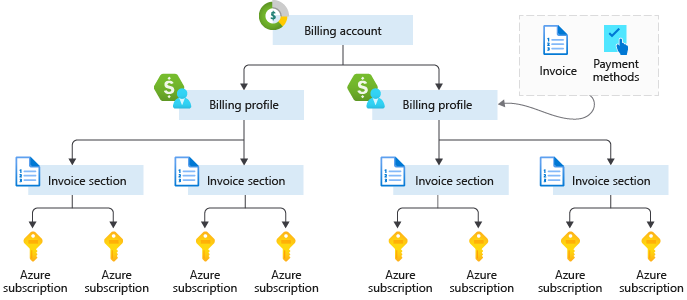 Billing account
Invoice
Payment
methods
Billing profile
Billing profile
Invoice section
Invoice section
Invoice section
Invoice section
Azure
subscription
Azure
subscription
Azure
subscription
Azure
subscription
Azure
subscription
Azure
subscription
Azure
subscription
Azure
subscription